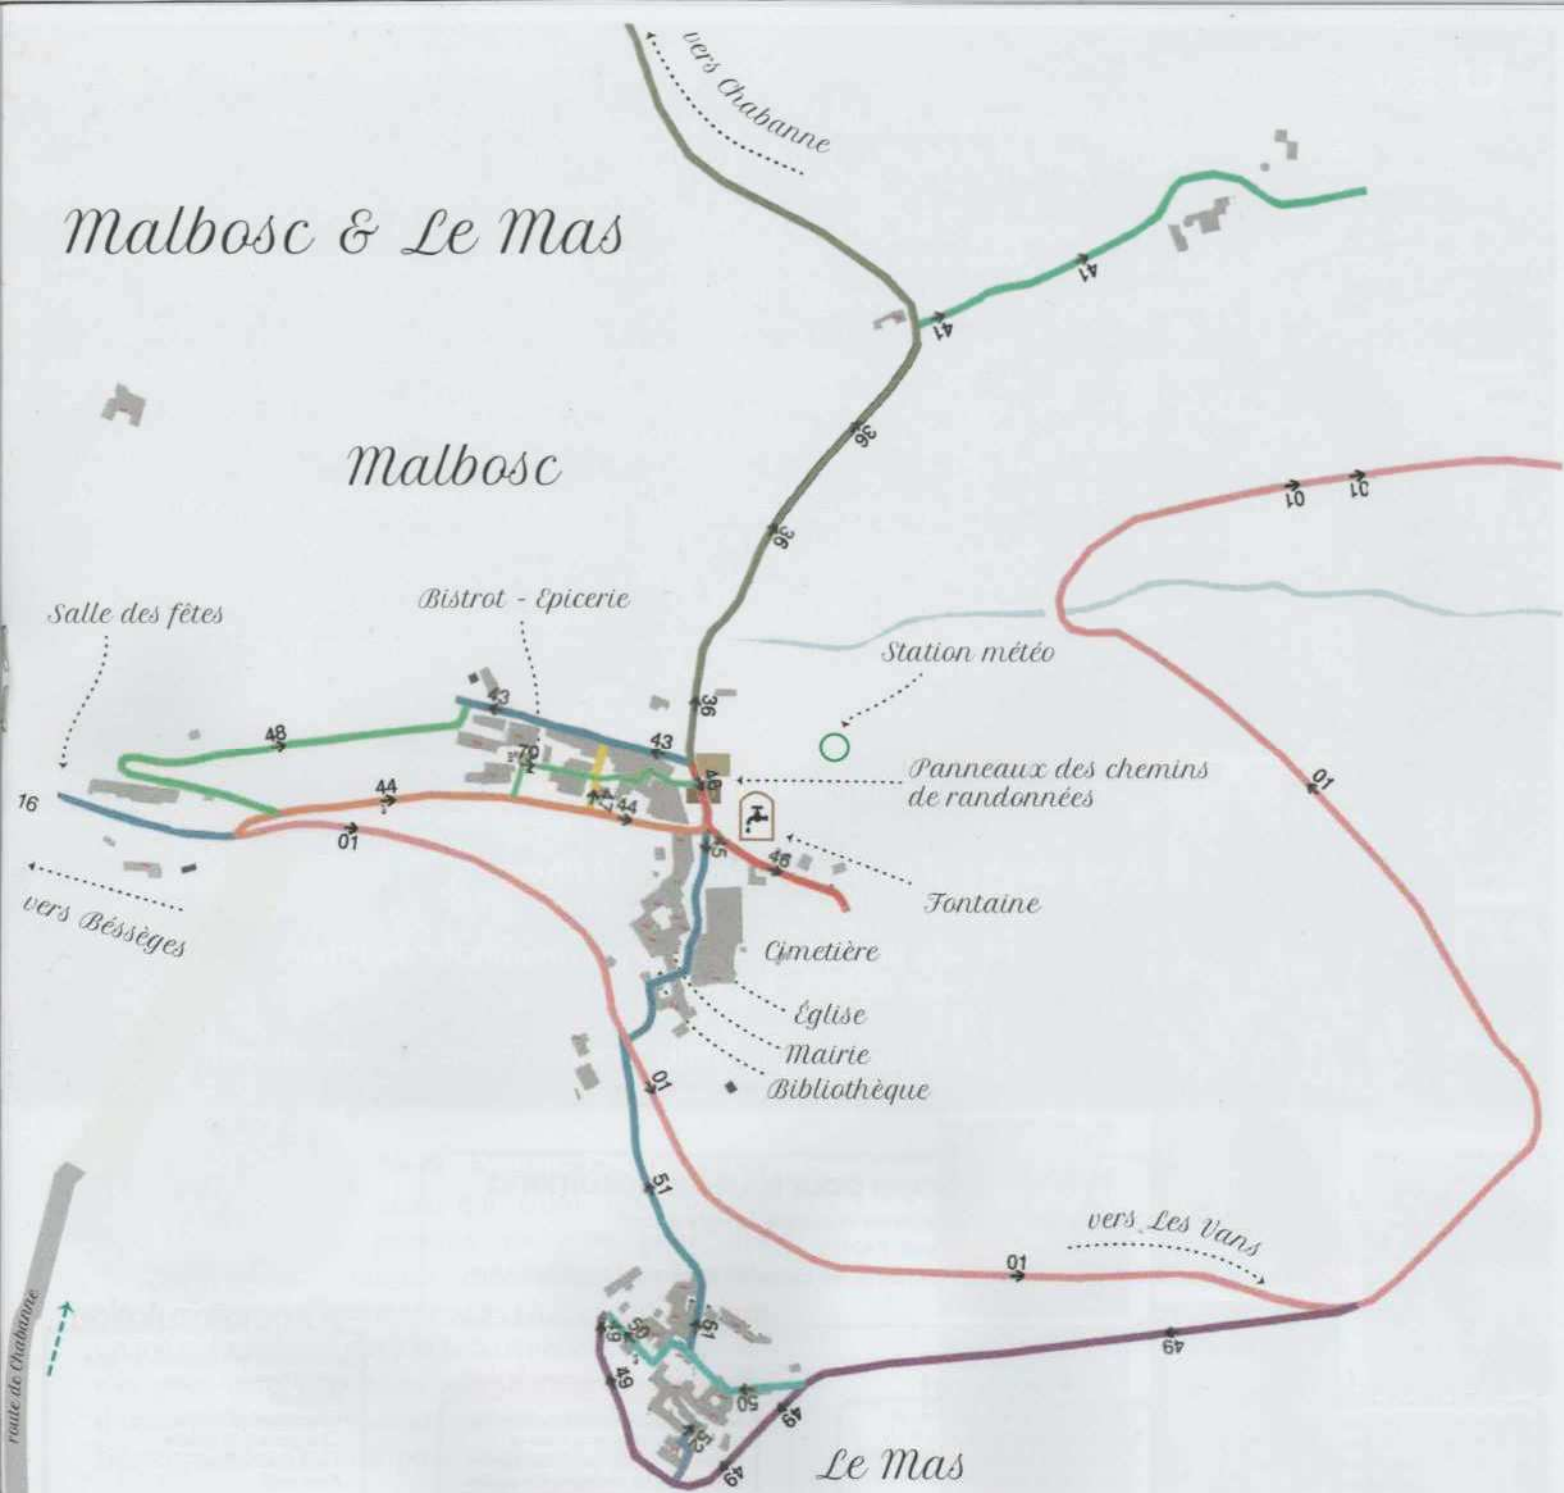 vers Chabanne
Malbosc & Le Mas
41
41
36
Malbosc
01
01
36
Salle des fêtes
Bistrot - Epicerie
Station météo
43
36
48
43
70
46
Panneaux des chemins
de randonnées
01
16
44
47
44
01
45
46
Fontaine
vers Bésséges
Cimetière
Église
Mairie
Bibliothèque
01
51
vers Les Vans
01
route de Chabanne
49
50
51
49
49
50
49
52
49
Le Mas